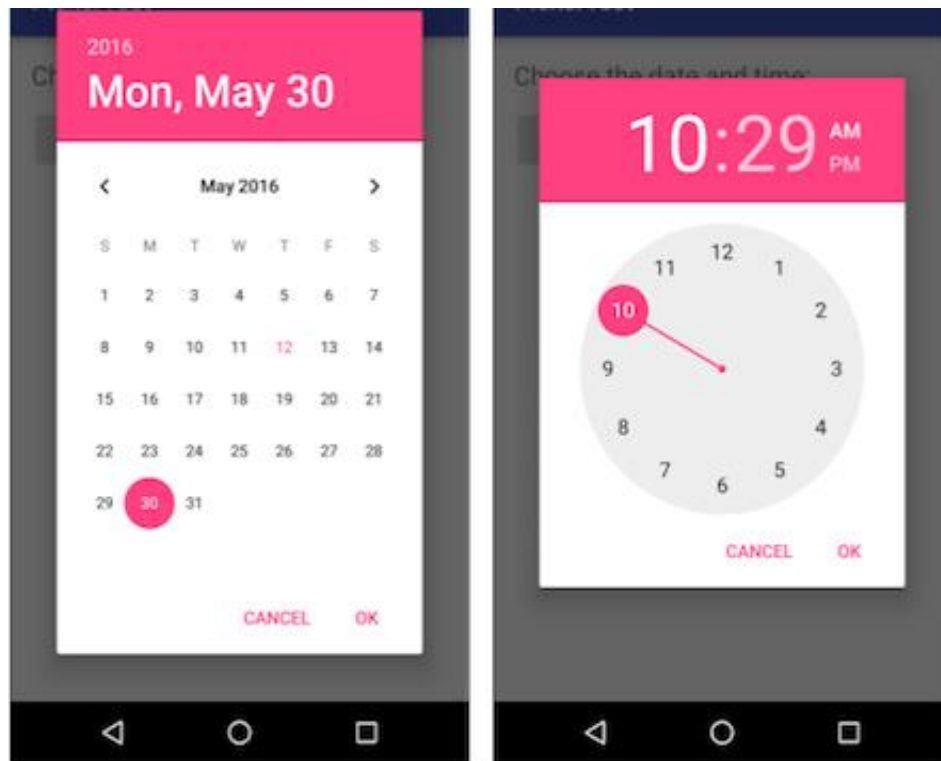 2016
Mon, May 30
May 2016
S M T W T F S
1 2 3 4 5 6 7
8 9 10 11 12 13 14
15 16 17 18 19 20 21
22 23 24 25 26 27 28
29 30 31
CANCEL OK
Choose the date and time:
10:29
AM
PM
12
11 1
10 2
9 3
8 4
7 5
6
CANCEL OK